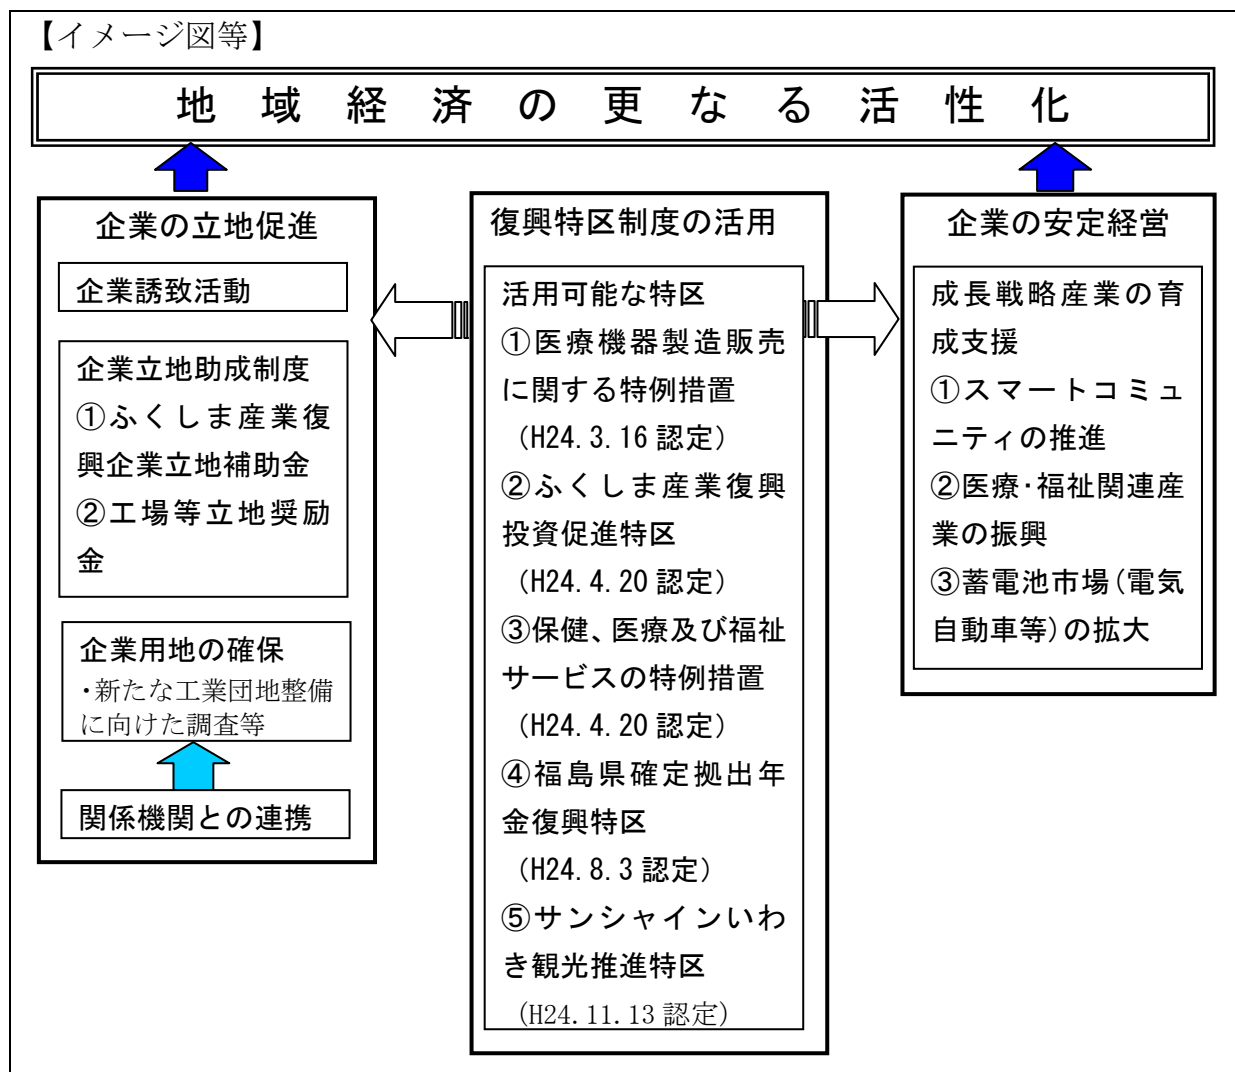 【イメージ図等】
地域経済の更なる活性化
企業の立地促進
企業誘致活動
企業立地助成制度
①ふくしま産業復
興企業立地補助金
②工場等立地奨励
金
企業用地の確保
・新たな工業団地整備
に向けた調査等
関係機関との連携
復興特区制度の活用
活用可能な特区
①医療機器製造販売
に関する特例措置
（H24.3.16 認定）
②ふくしま産業復興
投資促進特区
（H24.4.20 認定）
③保健、医療及び福祉
サービスの特例措置
（H24.4.20 認定）
④福島県確定拠出年
金復興特区
（H24.8.3 認定）
⑤サンシャインいわ
き観光推進特区
（H24.11.13 認定）
企業の安定経営
成長戦略産業の育
成支援
①スマートコミュ
ニティの推進
②医療・福祉関連産
業の振興
③蓄電池市場（電気
自動車等）の拡大